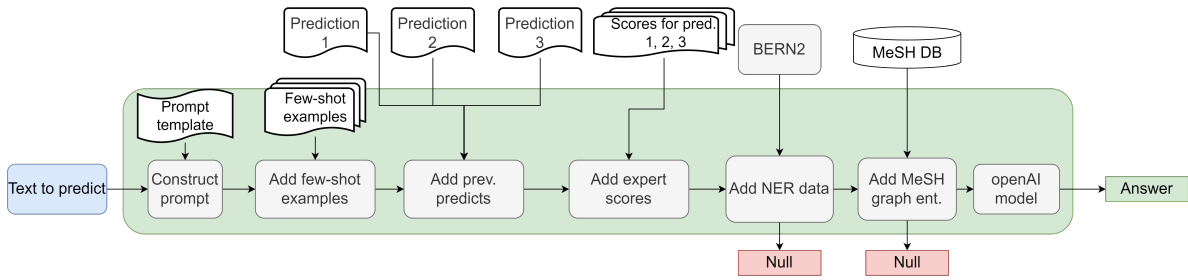 Prediction
1
Prediction
2
Prediction
3
Scores for pred.
1, 2, 3
BERN2
MeSH DB
Prompt
template
Few-shot
examples
Text to predict
Construct
prompt
Add few-shot
examples
Add prev.
predicts
Add expert
scores
Add NER data
Add MeSH
graph ent.
openAI
model
Answer
Null
Null